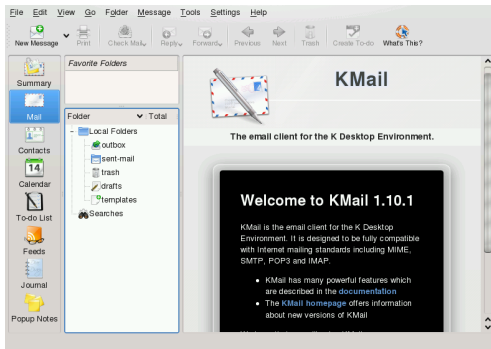 File Edit View Go Folder Message Tools Settings Help
New Message Print Check Mail Reply Forward Previous Next Trash Create To-do What's This?
Favorite Folders
Summary
Mail
Contacts
14
Calendar
To-do List
Feeds
Journal
Popup Notes
Folder Total
Local Folders
outbox
sent-mail
trash
drafts
templates
Searches
KMail
The email client for the K Desktop Environment.
Welcome to KMail 1.10.1
KMail is the email client for the K Desktop
Environment. It is designed to be fully compatible
with Internet mailing standards including MIME,
SMTP, POP3 and IMAP.
• KMail has many powerful features which
are described in the documentation
• The KMail homepage offers information
about new versions of KMail